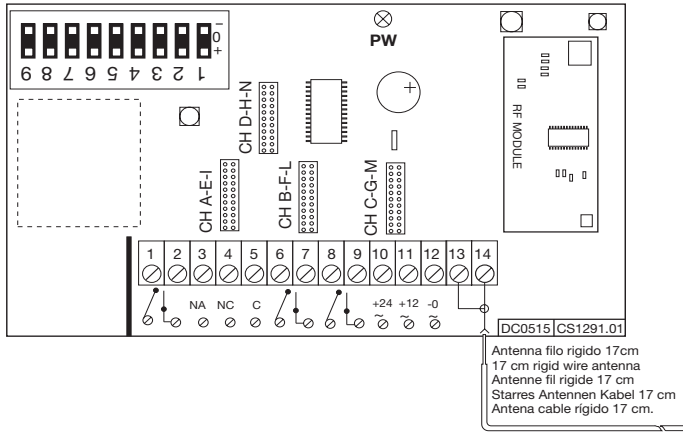 PW
− 0 +
9 8 7 6 5 4 3 2 1
CH D-H-N
CH A-E-I
CH B-F-L
CH C-G-M
+
RF MODULE
1 2 3 4 5 6 7 8 9 10 11 12 13 14
NA NC C +24 +12 -0
~ ~ ~
DC0515 CS1291.01
Antenna filo rigido 17cm
17 cm rigid wire antenna
Antenne fil rigide 17 cm
Starres Antennen Kabel 17 cm
Antena cable rígido 17 cm.